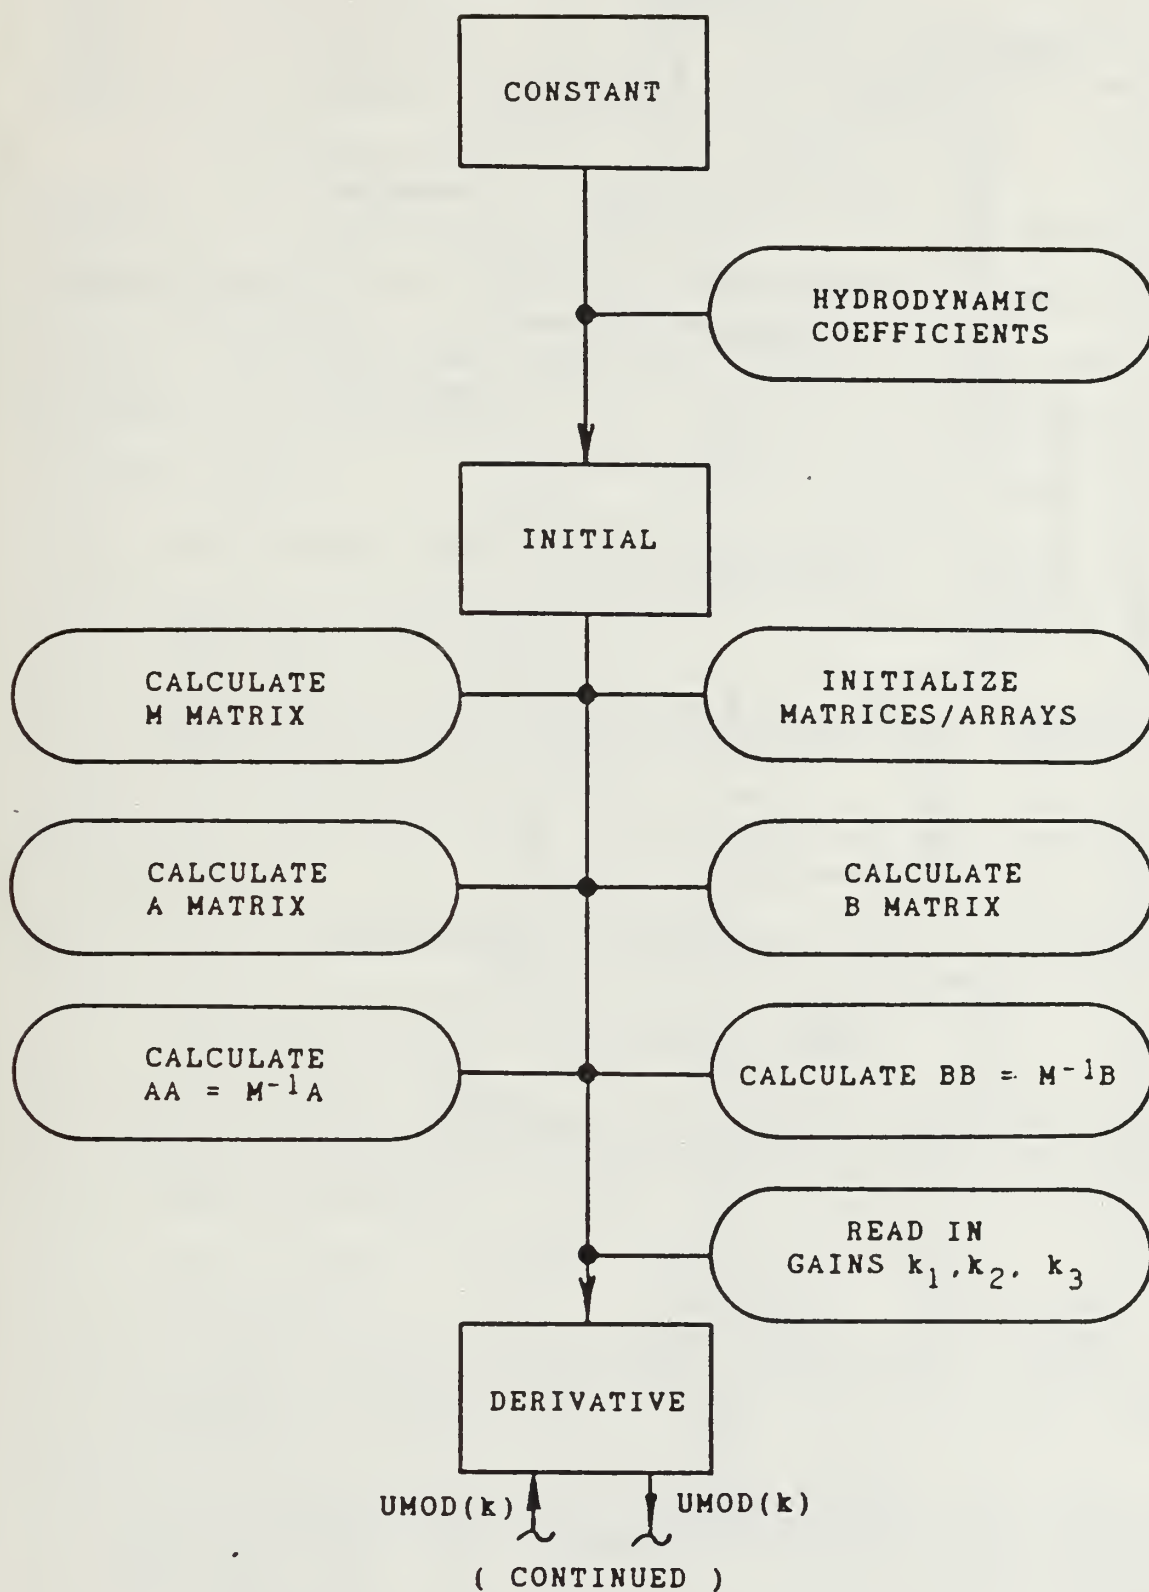 CONSTANT
HYDRODYNAMIC
COEFFICIENTS
INITIAL
CALCULATE
M MATRIX
INITIALIZE
MATRICES/ARRAYS
CALCULATE
A MATRIX
CALCULATE
B MATRIX
CALCULATE
AA = M⁻¹A
CALCULATE BB = M⁻¹B
READ IN
GAINS k₁,k₂, k₃
DERIVATIVE
UMOD(k)
UMOD(k)
( CONTINUED )